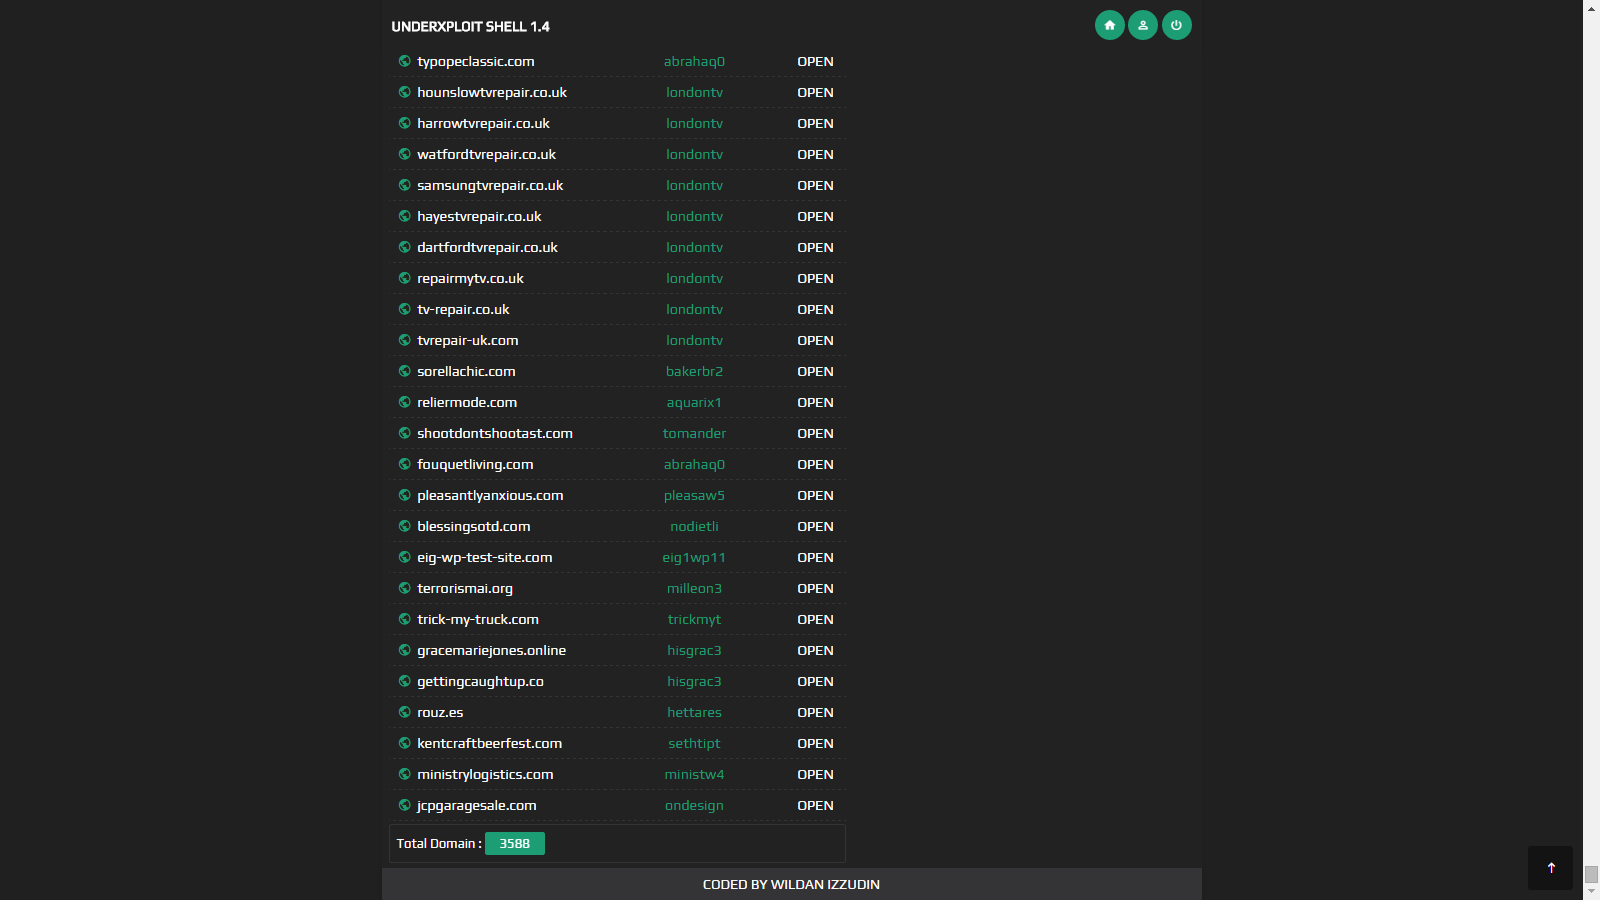 UNDERXPLOIT SHELL 1.4
typopeclassic.com abrahaq0 OPEN
hounslowtvrepair.co.uk londontv OPEN
harrowtvrepair.co.uk londontv OPEN
watfordtvrepair.co.uk londontv OPEN
samsungtvrepair.co.uk londontv OPEN
hayestvrepair.co.uk londontv OPEN
dartfordtvrepair.co.uk londontv OPEN
repairmytv.co.uk londontv OPEN
tv-repair.co.uk londontv OPEN
tvrepair-uk.com londontv OPEN
sorellachic.com bakerbr2 OPEN
reliermode.com aquarix1 OPEN
shootdontshootast.com tomander OPEN
fouquetliving.com abrahaq0 OPEN
pleasantlyanxious.com pleasaw5 OPEN
blessingsotd.com nodietli OPEN
eig-wp-test-site.com eig1wp11 OPEN
terrorismai.org milleon3 OPEN
trick-my-truck.com trickmyt OPEN
gracemariejones.online hisgrac3 OPEN
gettingcaughtup.co hisgrac3 OPEN
rouz.es hettares OPEN
kentcraftbeerfest.com sethtipt OPEN
ministrylogistics.com ministw4 OPEN
jcpgaragesale.com ondesign OPEN
Total Domain : 3588
CODED BY WILDAN IZZUDIN